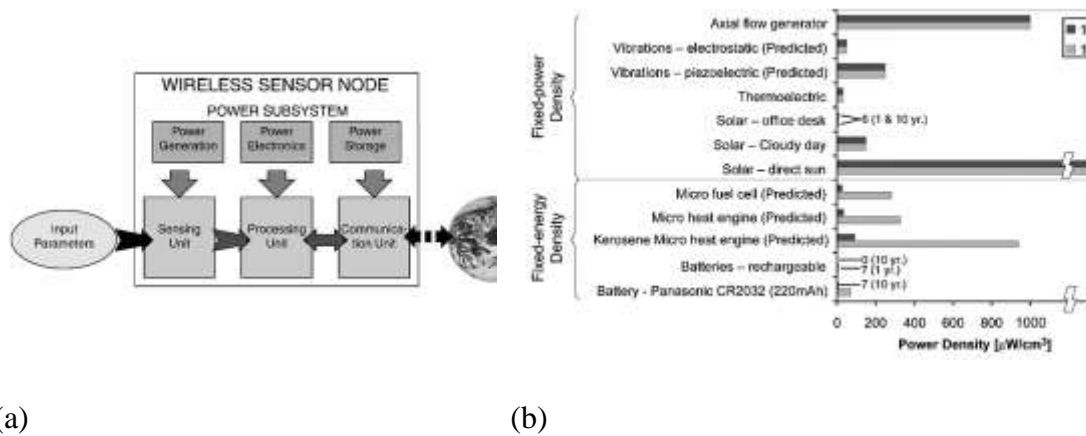 WIRELESS SENSOR NODE
POWER SUBSYSTEM
Power
Generation
Power
Electronics
Power
Storage
Input
Parameters
Sensing
Unit
Processing
Unit
Communica-
tion Unit
(a)
Fixed-power
Density
Fixed-energy
Density
Axial flow generator
Vibrations – electrostatic (Predicted)
Vibrations – piezoelectric (Predicted)
Thermoelectric
Solar – office desk
Solar – Cloudy day
Solar – direct sun
Micro fuel cell (Predicted)
Micro heat engine (Predicted)
Kerosene Micro heat engine (Predicted)
Batteries – rechargeable
Battery - Panasonic CR2032 (220mAh)
6 (1 & 10 yr.)
0 (10 yr.)
7 (1 yr.)
7 (10 yr.)
1
1
0 200 400 600 800 1000
Power Density [µW/cm³]
(b)